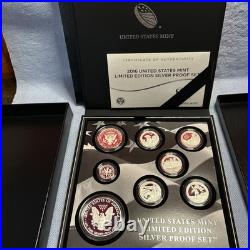 UNITED STATES MINT
CERTIFICATE OF AUTHENTICITY
2016 UNITED STATES MINT
LIMITED EDITION SILVER PROOF SET
UNITED STATES MINT
LIMITED EDITION
SILVER PROOF SET